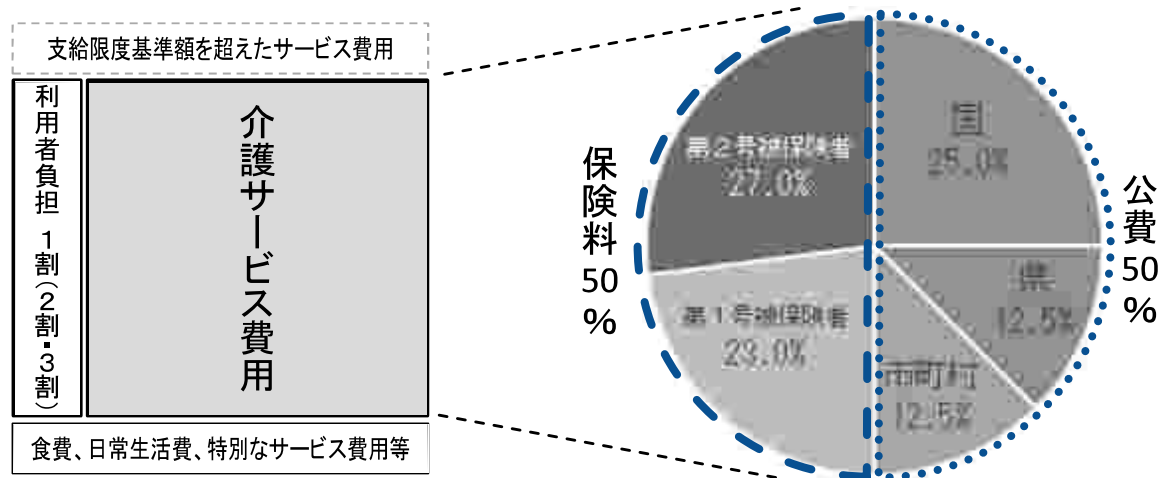 支給限度基準額を超えたサービス費用
利用者負担 1割(2割・3割)
介護サービス費用
食費、日常生活費、特別なサービス費用等
保険料50%
第2号被保険者
27.0%
第1号被保険者
23.0%
国
25.0%
県
12.5%
市町村
12.5%
公費50%